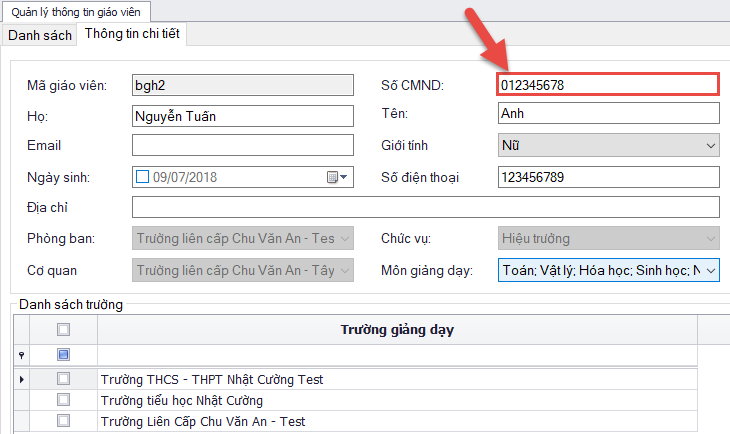 Quản lý thông tin giáo viên
Danh sách Thông tin chi tiết
Mã giáo viên: bgh2 Số CMND: 012345678
Họ: Nguyễn Tuấn Tên: Anh
Email Giới tính Nữ
Ngày sinh: 09/07/2018 Số điện thoại 123456789
Địa chỉ
Phòng ban: Trường liên cấp Chu Văn An - Tes Chức vụ: Hiệu trưởng
Cơ quan Trường liên cấp Chu Văn An - Tây Môn giảng dạy: Toán; Vật lý; Hóa học; Sinh học; N
Danh sách trường
Trường giảng dạy
Trường THCS - THPT Nhật Cường Test
Trường tiểu học Nhật Cường
Trường Liên Cấp Chu Văn An - Test